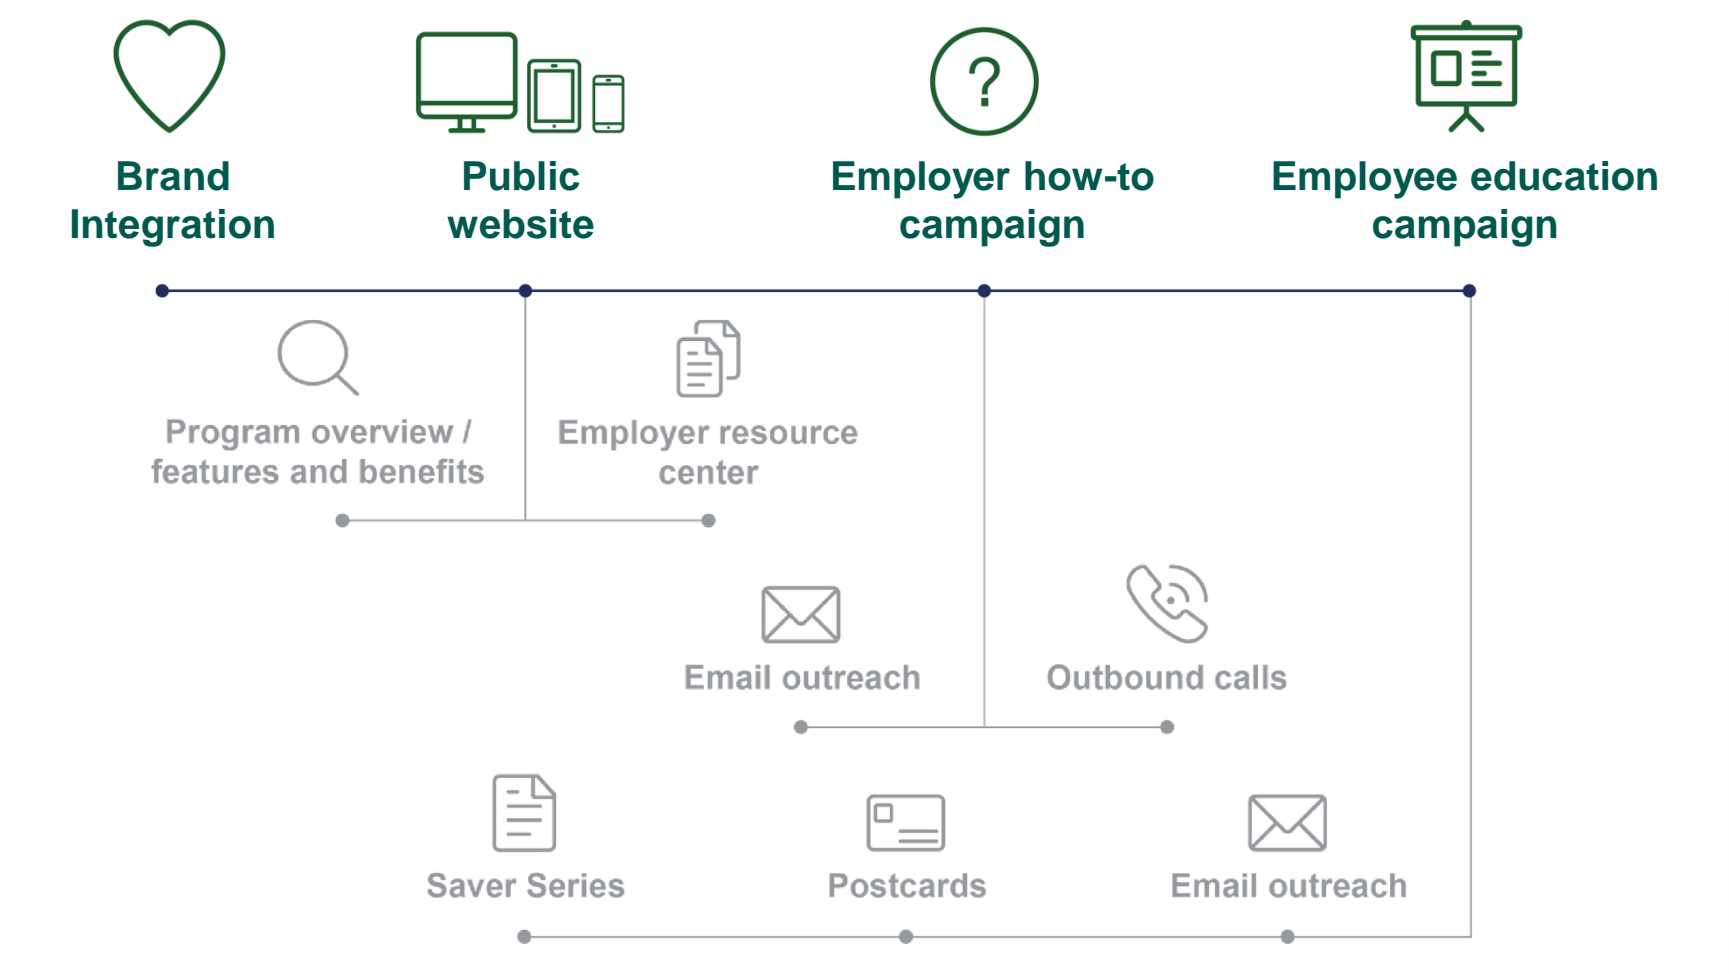 Brand
Integration
Public
website
Employer how-to
campaign
Employee education
campaign
?
Program overview /
features and benefits
Employer resource
center
Email outreach
Outbound calls
Saver Series
Postcards
Email outreach